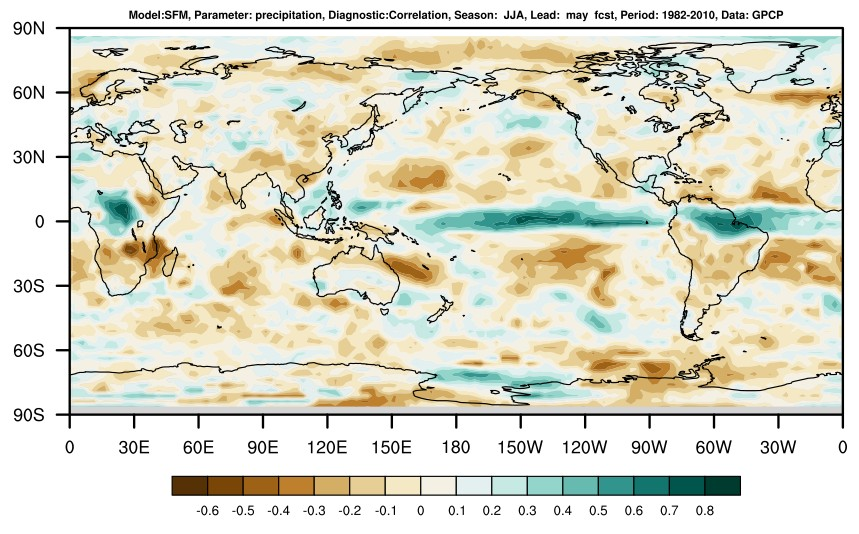 Model:SFM, Parameter: precipitation, Diagnostic:Correlation, Season: JJA, Lead: may fcst, Period: 1982-2010, Data: GPCP
90N
60N
30N
0
30S
60S
90S
0 30E 60E 90E 120E 150E 180 150W 120W 90W 60W 30W 0
-0.6 -0.5 -0.4 -0.3 -0.2 -0.1 0 0.1 0.2 0.3 0.4 0.5 0.6 0.7 0.8